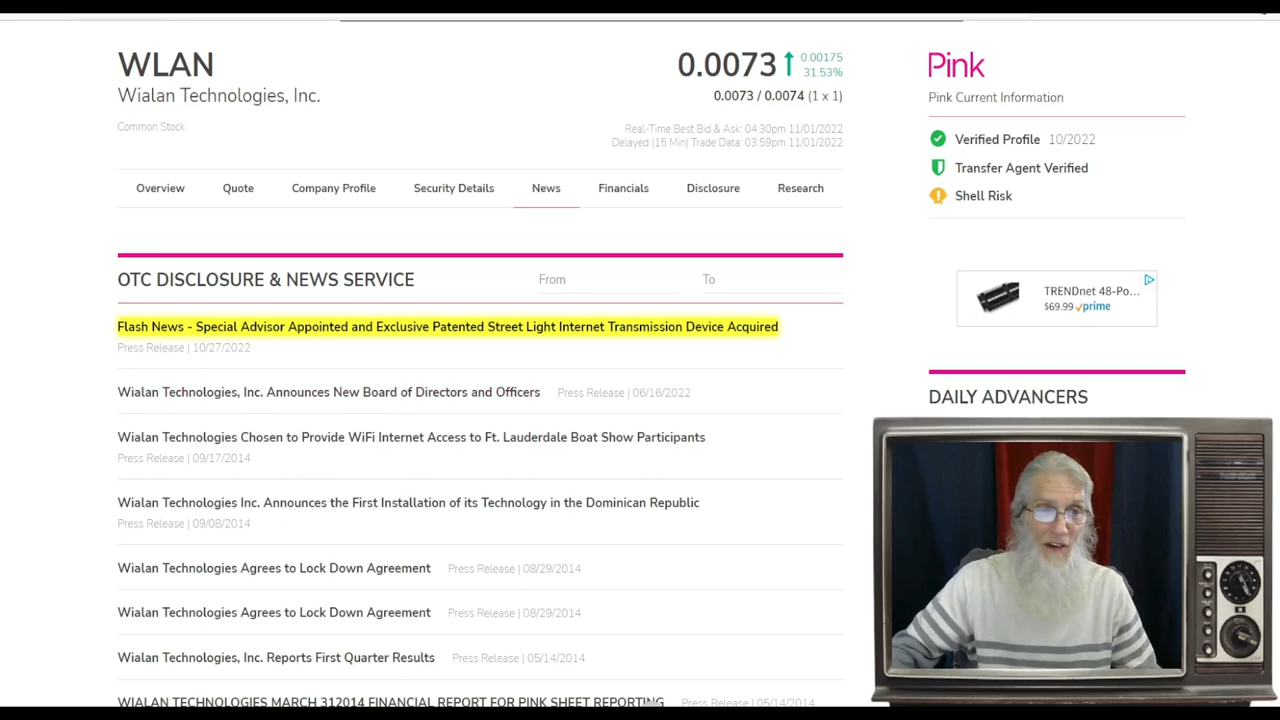 WLAN
Wialan Technologies, Inc.
Common Stock
0.0073
0.00175
31.53%
0.0073 / 0.0074 (1 x 1)
Real-Time Best Bid & Ask: 04:30pm 11/01/2022
Delayed (15 Min) Trade Data: 03:59pm 11/01/2022
Pink
Pink Current Information
Verified Profile 10/2022
Transfer Agent Verified
Shell Risk
Overview Quote Company Profile Security Details News Financials Disclosure Research
OTC DISCLOSURE & NEWS SERVICE From To
Flash News - Special Advisor Appointed and Exclusive Patented Street Light Internet Transmission Device Acquired
Press Release | 10/27/2022
Wialan Technologies, Inc. Announces New Board of Directors and Officers Press Release | 06/16/2022
Wialan Technologies Chosen to Provide WiFi Internet Access to Ft. Lauderdale Boat Show Participants
Press Release | 09/17/2014
Wialan Technologies Inc. Announces the First Installation of its Technology in the Dominican Republic
Press Release | 09/08/2014
Wialan Technologies Agrees to Lock Down Agreement Press Release | 08/29/2014
Wialan Technologies Agrees to Lock Down Agreement Press Release | 08/29/2014
Wialan Technologies, Inc. Reports First Quarter Results Press Release | 05/14/2014
WIALAN TECHNOLOGIES MARCH 312014 FINANCIAL REPORT FOR PINK SHEET REPORTING Press Release | 05/14/2014
TRENDnet 48-Po...
$69.99 prime
DAILY ADVANCERS